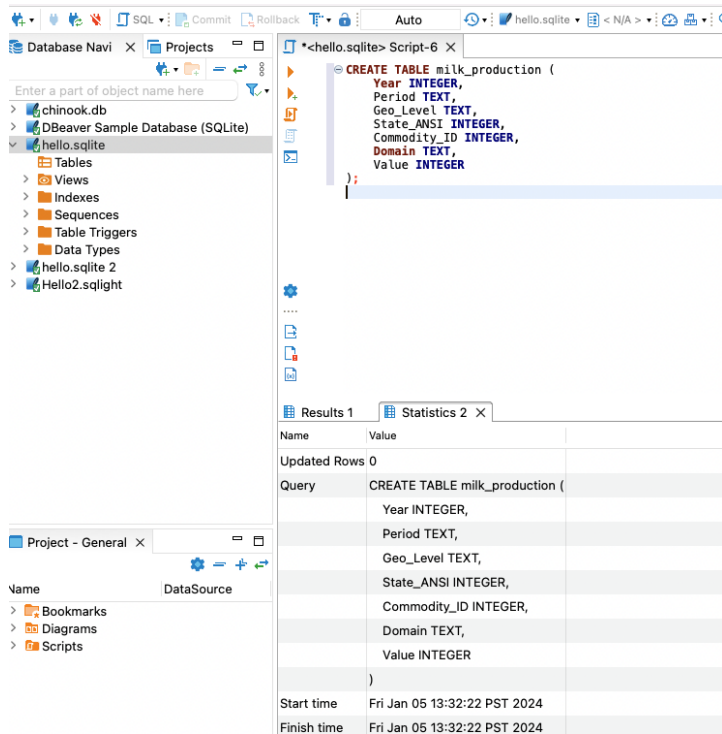 SQL Commit Rollback T Auto hello.sqlite < N/A >
Database Navi Projects
*<hello.sqlite> Script-6
Enter a part of object name here
chinook.db
DBeaver Sample Database (SQLite)
hello.sqlite
Tables
Views
Indexes
Sequences
Table Triggers
Data Types
hello.sqlite 2
Hello2.sqlight
CREATE TABLE milk_production (
Year INTEGER,
Period TEXT,
Geo_Level TEXT,
State_ANSI INTEGER,
Commodity_ID INTEGER,
Domain TEXT,
Value INTEGER
);
Results 1 Statistics 2
Name Value
Updated Rows 0
Query CREATE TABLE milk_production (
Year INTEGER,
Period TEXT,
Geo_Level TEXT,
State_ANSI INTEGER,
Commodity_ID INTEGER,
Domain TEXT,
Value INTEGER
)
Start time Fri Jan 05 13:32:22 PST 2024
Finish time Fri Jan 05 13:32:22 PST 2024
Project - General
Name DataSource
Bookmarks
Diagrams
Scripts